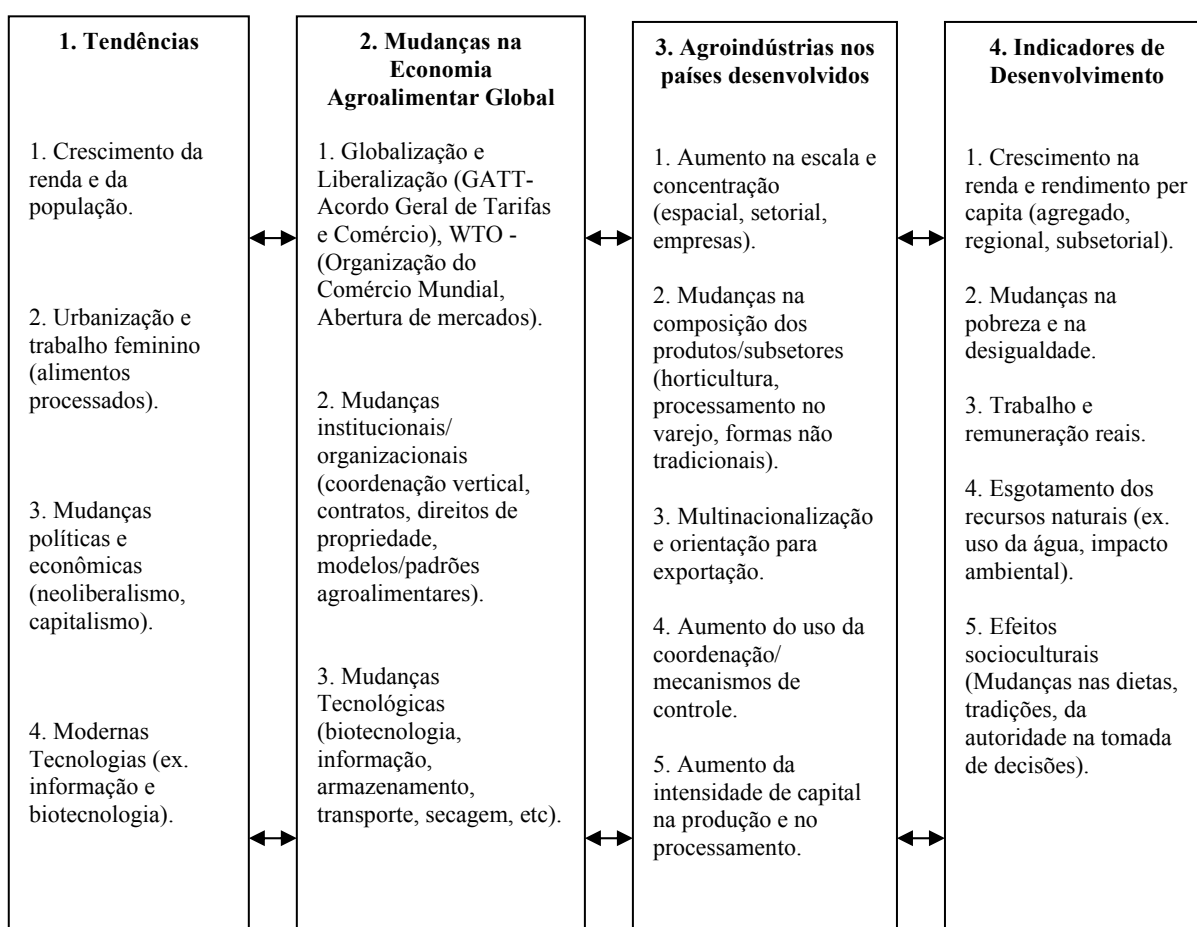 1. Tendências
1. Crescimento da
renda e da
população.
2. Urbanização e
trabalho feminino
(alimentos
processados).
3. Mudanças
políticas e
econômicas
(neoliberalismo,
capitalismo).
4. Modernas
Tecnologias (ex.
informação e
biotecnologia).
2. Mudanças na
Economia
Agroalimentar Global
1. Globalização e
Liberalização (GATT-
Acordo Geral de Tarifas
e Comércio), WTO -
(Organização do
Comércio Mundial,
Abertura de mercados).
2. Mudanças
institucionais/
organizacionais
(coordenação vertical,
contratos, direitos de
propriedade,
modelos/padrões
agroalimentares).
3. Mudanças
Tecnológicas
(biotecnologia,
informação,
armazenamento,
transporte, secagem, etc).
3. Agroindústrias nos
países desenvolvidos
1. Aumento na escala e
concentração
(espacial, setorial,
empresas).
2. Mudanças na
composição dos
produtos/subsetores
(horticultura,
processamento no
varejo, formas não
tradicionais).
3. Multinacionalização
e orientação para
exportação.
4. Aumento do uso da
coordenação/
mecanismos de
controle.
5. Aumento da
intensidade de capital
na produção e no
processamento.
4. Indicadores de
Desenvolvimento
1. Crescimento na
renda e rendimento per
capita (agregado,
regional, subsetorial).
2. Mudanças na
pobreza e na
desigualdade.
3. Trabalho e
remuneração reais.
4. Esgotamento dos
recursos naturais (ex.
uso da água, impacto
ambiental).
5. Efeitos
socioculturais
(Mudanças nas dietas,
tradições, da
autoridade na tomada
de decisões).